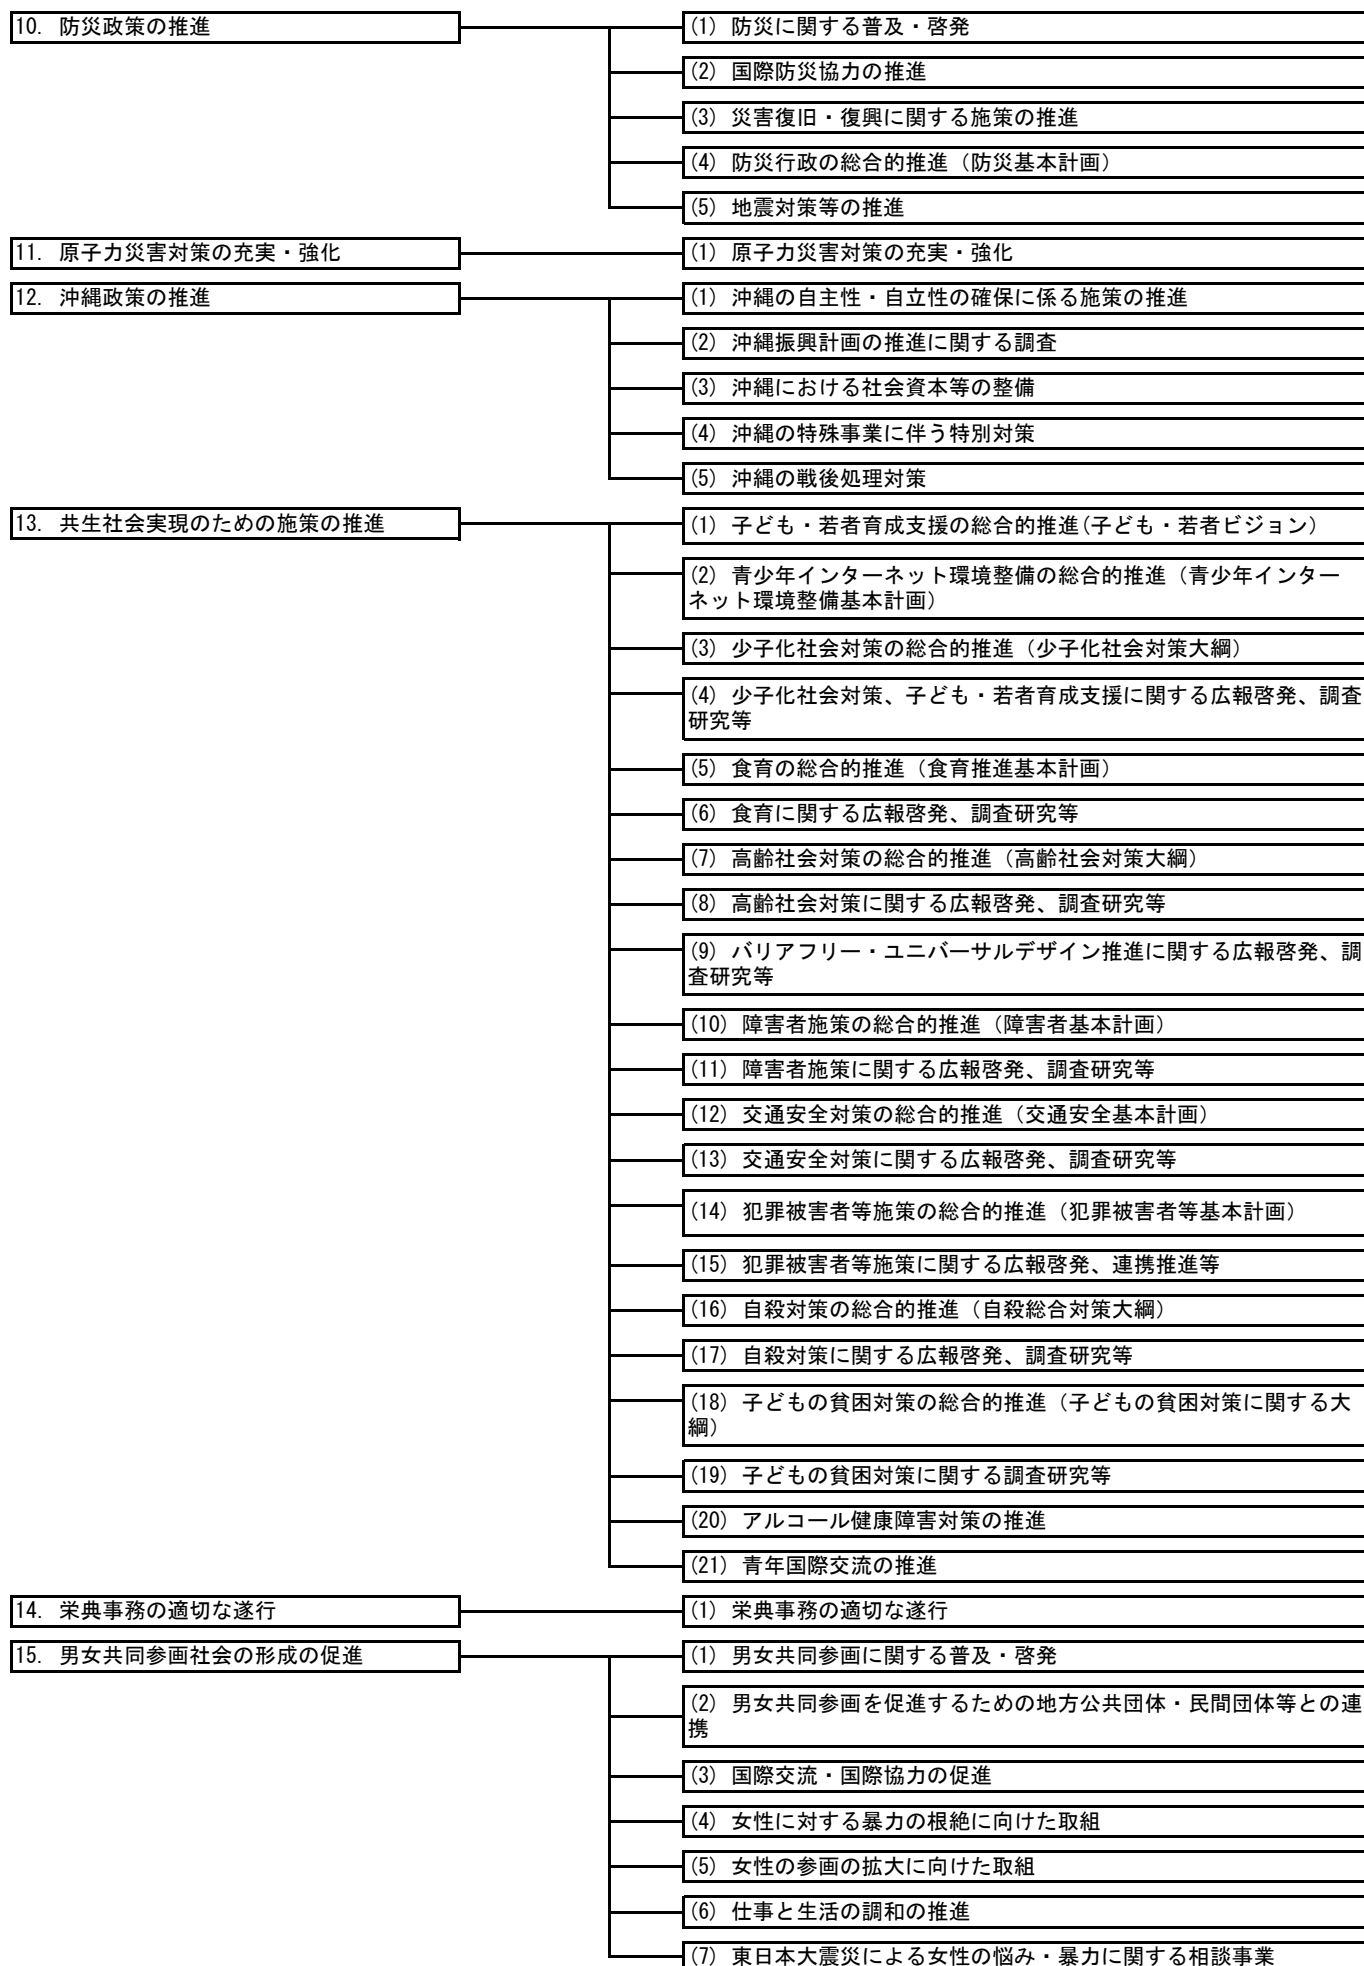 10. 防災政策の推進
(1) 防災に関する普及・啓発
(2) 国際防災協力の推進
(3) 災害復旧・復興に関する施策の推進
(4) 防災行政の総合的推進（防災基本計画）
(5) 地震対策等の推進
11. 原子力災害対策の充実・強化
(1) 原子力災害対策の充実・強化
12. 沖縄政策の推進
(1) 沖縄の自主性・自立性の確保に係る施策の推進
(2) 沖縄振興計画の推進に関する調査
(3) 沖縄における社会資本等の整備
(4) 沖縄の特殊事業に伴う特別対策
(5) 沖縄の戦後処理対策
13. 共生社会実現のための施策の推進
(1) 子ども・若者育成支援の総合的推進(子ども・若者ビジョン）
(2) 青少年インターネット環境整備の総合的推進（青少年インター
ネット環境整備基本計画）
(3) 少子化社会対策の総合的推進（少子化社会対策大綱）
(4) 少子化社会対策、子ども・若者育成支援に関する広報啓発、調査
研究等
(5) 食育の総合的推進（食育推進基本計画）
(6) 食育に関する広報啓発、調査研究等
(7) 高齢社会対策の総合的推進（高齢社会対策大綱）
(8) 高齢社会対策に関する広報啓発、調査研究等
(9) バリアフリー・ユニバーサルデザイン推進に関する広報啓発、調
査研究等
(10) 障害者施策の総合的推進（障害者基本計画）
(11) 障害者施策に関する広報啓発、調査研究等
(12) 交通安全対策の総合的推進（交通安全基本計画）
(13) 交通安全対策に関する広報啓発、調査研究等
(14) 犯罪被害者等施策の総合的推進（犯罪被害者等基本計画）
(15) 犯罪被害者等施策に関する広報啓発、連携推進等
(16) 自殺対策の総合的推進（自殺総合対策大綱）
(17) 自殺対策に関する広報啓発、調査研究等
(18) 子どもの貧困対策の総合的推進（子どもの貧困対策に関する大
綱）
(19) 子どもの貧困対策に関する調査研究等
(20) アルコール健康障害対策の推進
(21) 青年国際交流の推進
14. 栄典事務の適切な遂行
(1) 栄典事務の適切な遂行
15. 男女共同参画社会の形成の促進
(1) 男女共同参画に関する普及・啓発
(2) 男女共同参画を促進するための地方公共団体・民間団体等との連
携
(3) 国際交流・国際協力の促進
(4) 女性に対する暴力の根絶に向けた取組
(5) 女性の参画の拡大に向けた取組
(6) 仕事と生活の調和の推進
(7) 東日本大震災による女性の悩み・暴力に関する相談事業